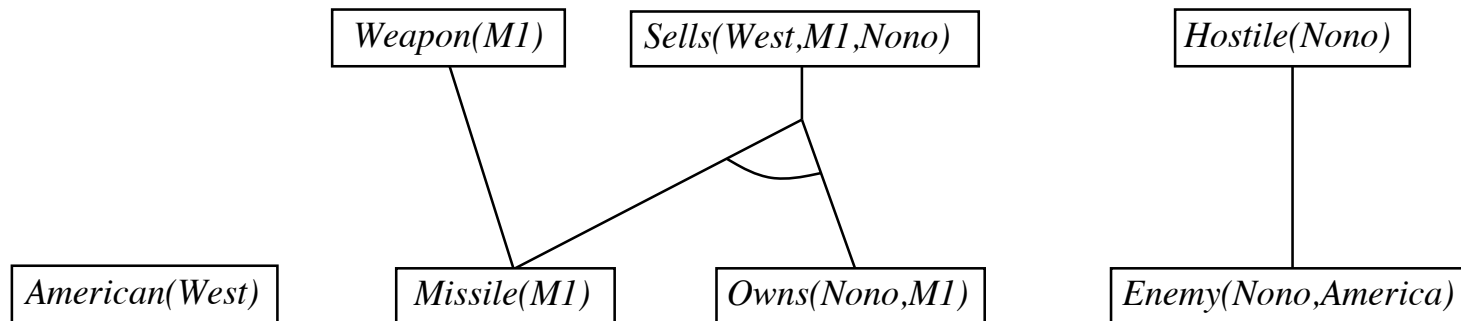 Weapon(M1)
Sells(West,M1,Nono)
Hostile(Nono)
American(West)
Missile(M1)
Owns(Nono,M1)
Enemy(Nono,America)